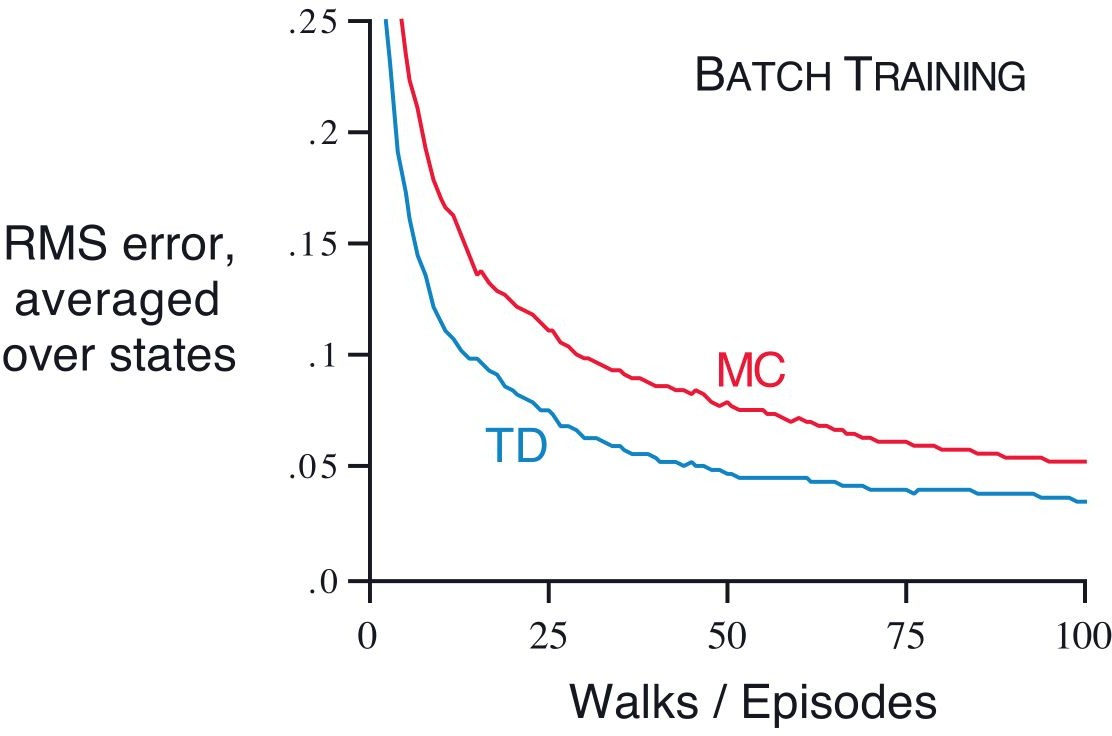 BATCH TRAINING
.25
.2
.15
.1
.05
.0
RMS error,
averaged
over states
MC
TD
0 25 50 75 100
Walks / Episodes